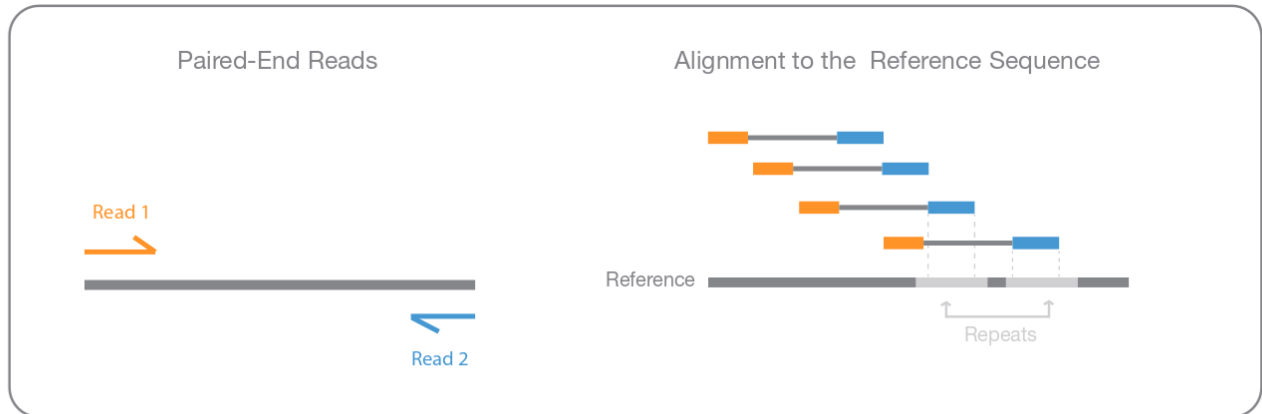 Paired-End Reads
Alignment to the Reference Sequence
Read 1
Read 2
Reference
Repeats